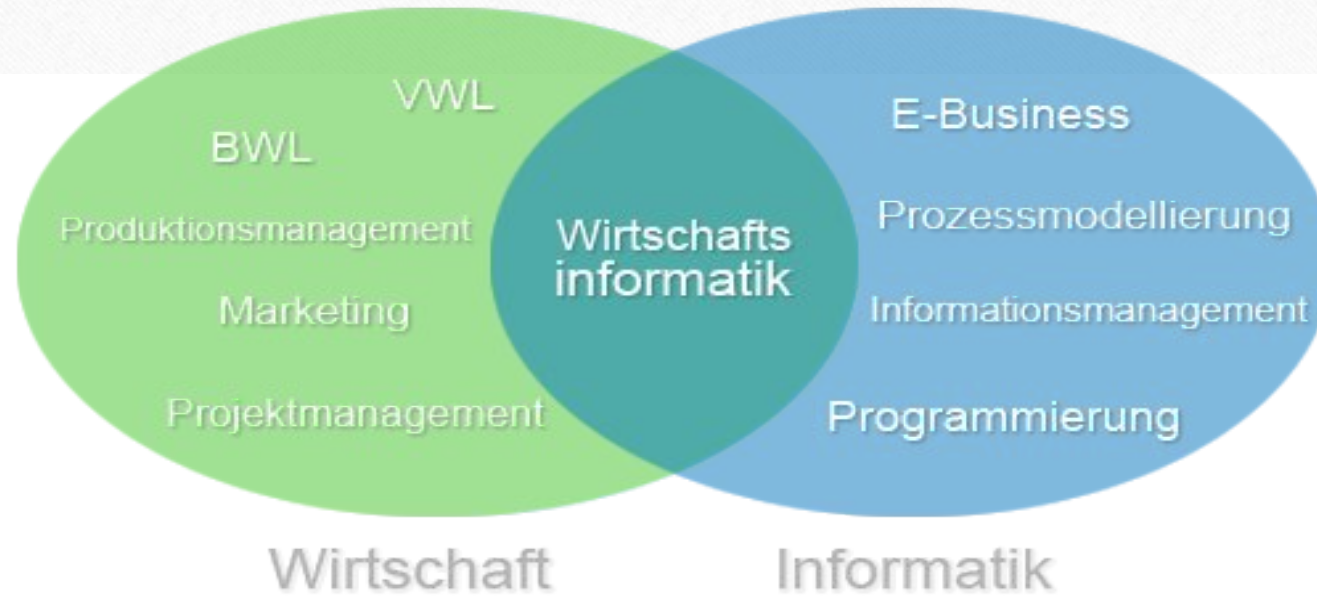 VWL
BWL
Produktionsmanagement
Marketing
Projektmanagement
Wirtschafts
informatik
E-Business
Prozessmodellierung
Informationsmanagement
Programmierung
Wirtschaft
Informatik